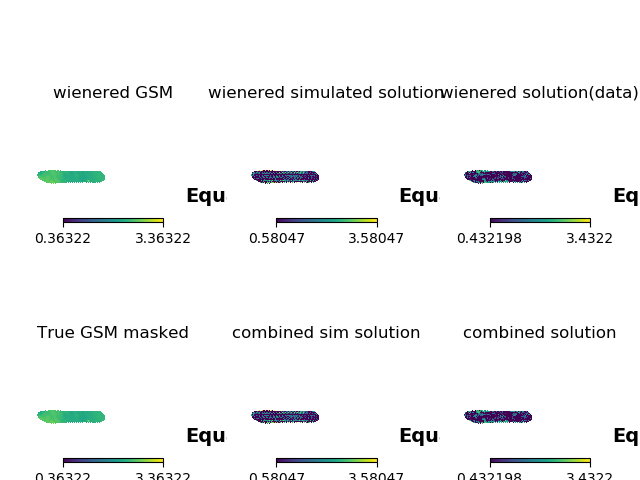 wienered GSM wienered simulated solution wienered solution(data)
Equ Equ Eq
0.36322 3.36322 0.58047 3.58047 0.432198 3.4322
True GSM masked combined sim solution combined solution
Equ Equ Eq
0.36322 3.36322 0.58047 3.58047 0.432198 3.4322